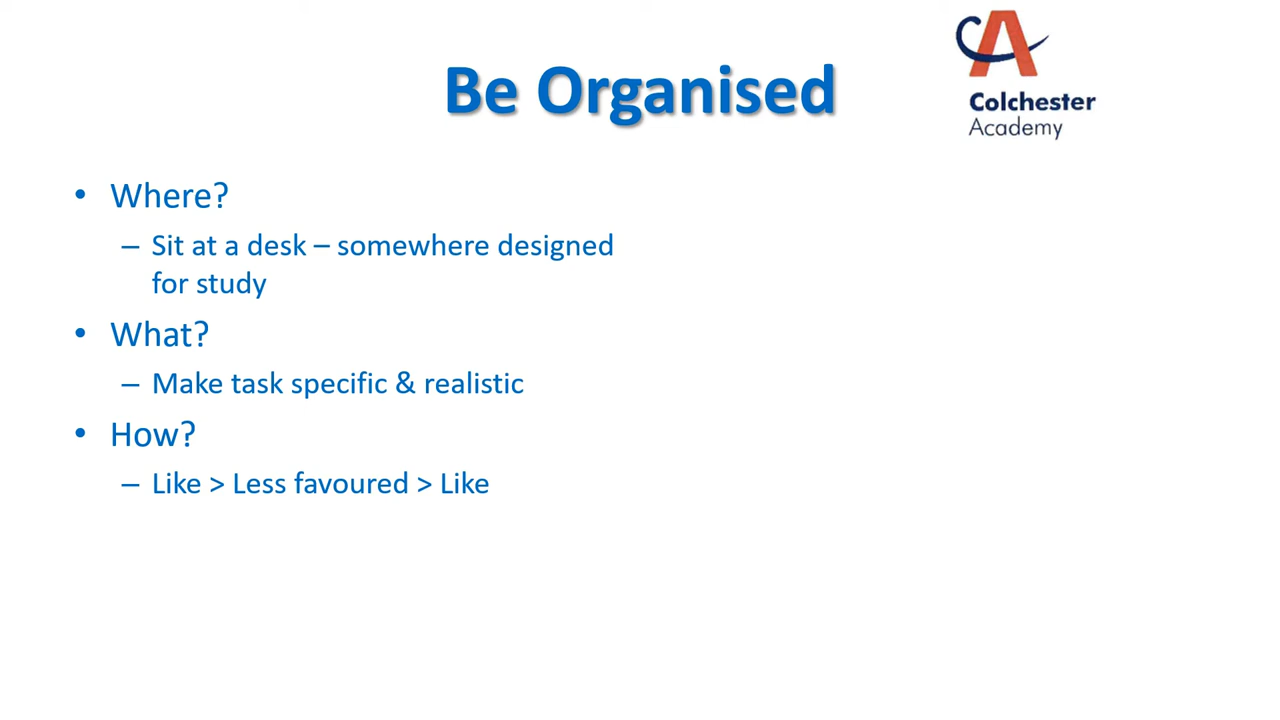 Be Organised
Colchester
Academy
• Where?
– Sit at a desk – somewhere designed
for study
• What?
– Make task specific & realistic
• How?
– Like > Less favoured > Like